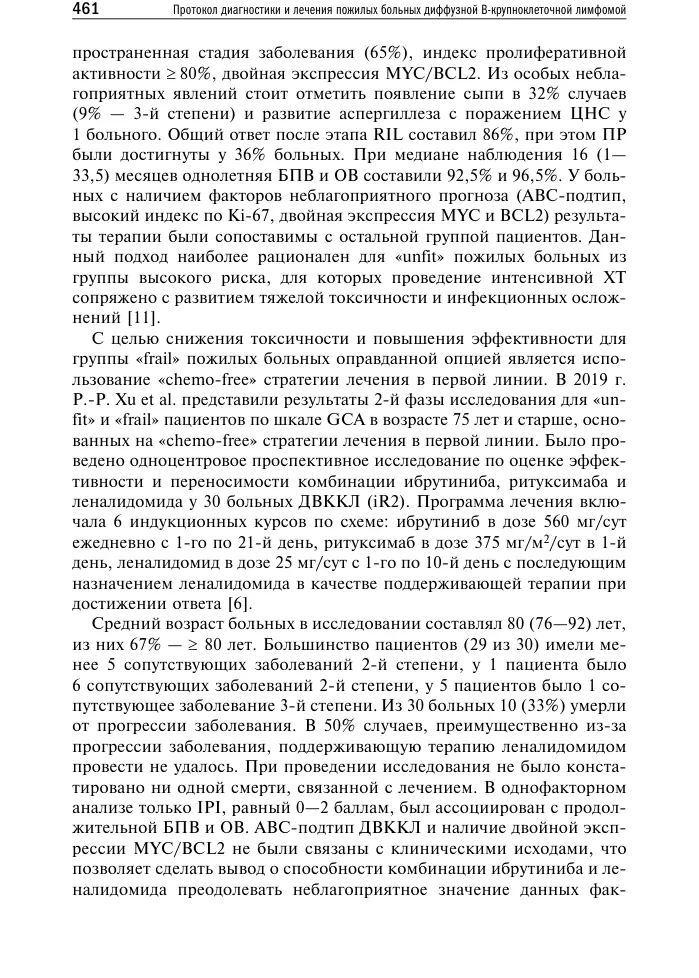 461 Протокол диагностики и лечения пожилых больных диффузной В-крупноклеточной лимфомой
пространенная стадия заболевания (65%), индекс пролиферативной
активности ≥ 80%, двойная экспрессия MYC/BCL2. Из особых небла-
гоприятных явлений стоит отметить появление сыпи в 32% случаев
(9% — 3-й степени) и развитие аспергиллеза с поражением ЦНС у
1 больного. Общий ответ после этапа RIL составил 86%, при этом ПР
были достигнуты у 36% больных. При медиане наблюдения 16 (1—
33,5) месяцев однолетняя БПВ и ОВ составили 92,5% и 96,5%. У боль-
ных с наличием факторов неблагоприятного прогноза (АВС-подтип,
высокий индекс по Ki-67, двойная экспрессия MYC и BCL2) результа-
ты терапии были сопоставимы с остальной группой пациентов. Дан-
ный подход наиболее рационален для «unfit» пожилых больных из
группы высокого риска, для которых проведение интенсивной ХТ
сопряжено с развитием тяжелой токсичности и инфекционных ослож-
нений [11].
С целью снижения токсичности и повышения эффективности для
группы «frail» пожилых больных оправданной опцией является испо-
льзование «chemo-free» стратегии лечения в первой линии. В 2019 г.
P.-P. Xu et al. представили результаты 2-й фазы исследования для «un-
fit» и «frail» пациентов по шкале GCA в возрасте 75 лет и старше, осно-
ванных на «chemo-free» стратегии лечения в первой линии. Было про-
ведено одноцентровое проспективное исследование по оценке эффек-
тивности и переносимости комбинации ибрутиниба, ритуксимаба и
леналидомида у 30 больных ДВККЛ (iR2). Программа лечения вклю-
чала 6 индукционных курсов по схеме: ибрутиниб в дозе 560 мг/сут
ежедневно с 1-го по 21-й день, ритуксимаб в дозе 375 мг/м²/сут в 1-й
день, леналидомид в дозе 25 мг/сут с 1-го по 10-й день с последующим
назначением леналидомида в качестве поддерживающей терапии при
достижении ответа [6].
Средний возраст больных в исследовании составлял 80 (76—92) лет,
из них 67% — ≥ 80 лет. Большинство пациентов (29 из 30) имели ме-
нее 5 сопутствующих заболеваний 2-й степени, у 1 пациента было
6 сопутствующих заболеваний 2-й степени, у 5 пациентов было 1 со-
путствующее заболевание 3-й степени. Из 30 больных 10 (33%) умерли
от прогрессии заболевания. В 50% случаев, преимущественно из-за
прогрессии заболевания, поддерживающую терапию леналидомидом
провести не удалось. При проведении исследования не было конста-
тировано ни одной смерти, связанной с лечением. В однофакторном
анализе только IPI, равный 0—2 баллам, был ассоциирован с продол-
жительной БПВ и ОВ. АВС-подтип ДВККЛ и наличие двойной эксп-
рессии MYC/BCL2 не были связаны с клиническими исходами, что
позволяет сделать вывод о способности комбинации ибрутиниба и ле-
налидомида преодолевать неблагоприятное значение данных фак-